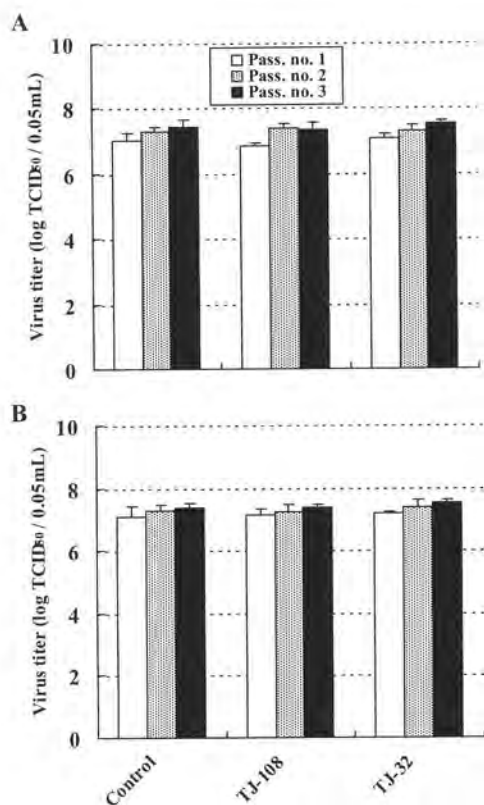 A
10
8
6
4
2
0
Virus titer (log TCID50 / 0.05mL)
Pass. no. 1
Pass. no. 2
Pass. no. 3
B
10
8
6
4
2
0
Virus titer (log TCID50 / 0.05mL)
Control
TJ-108
TJ-32